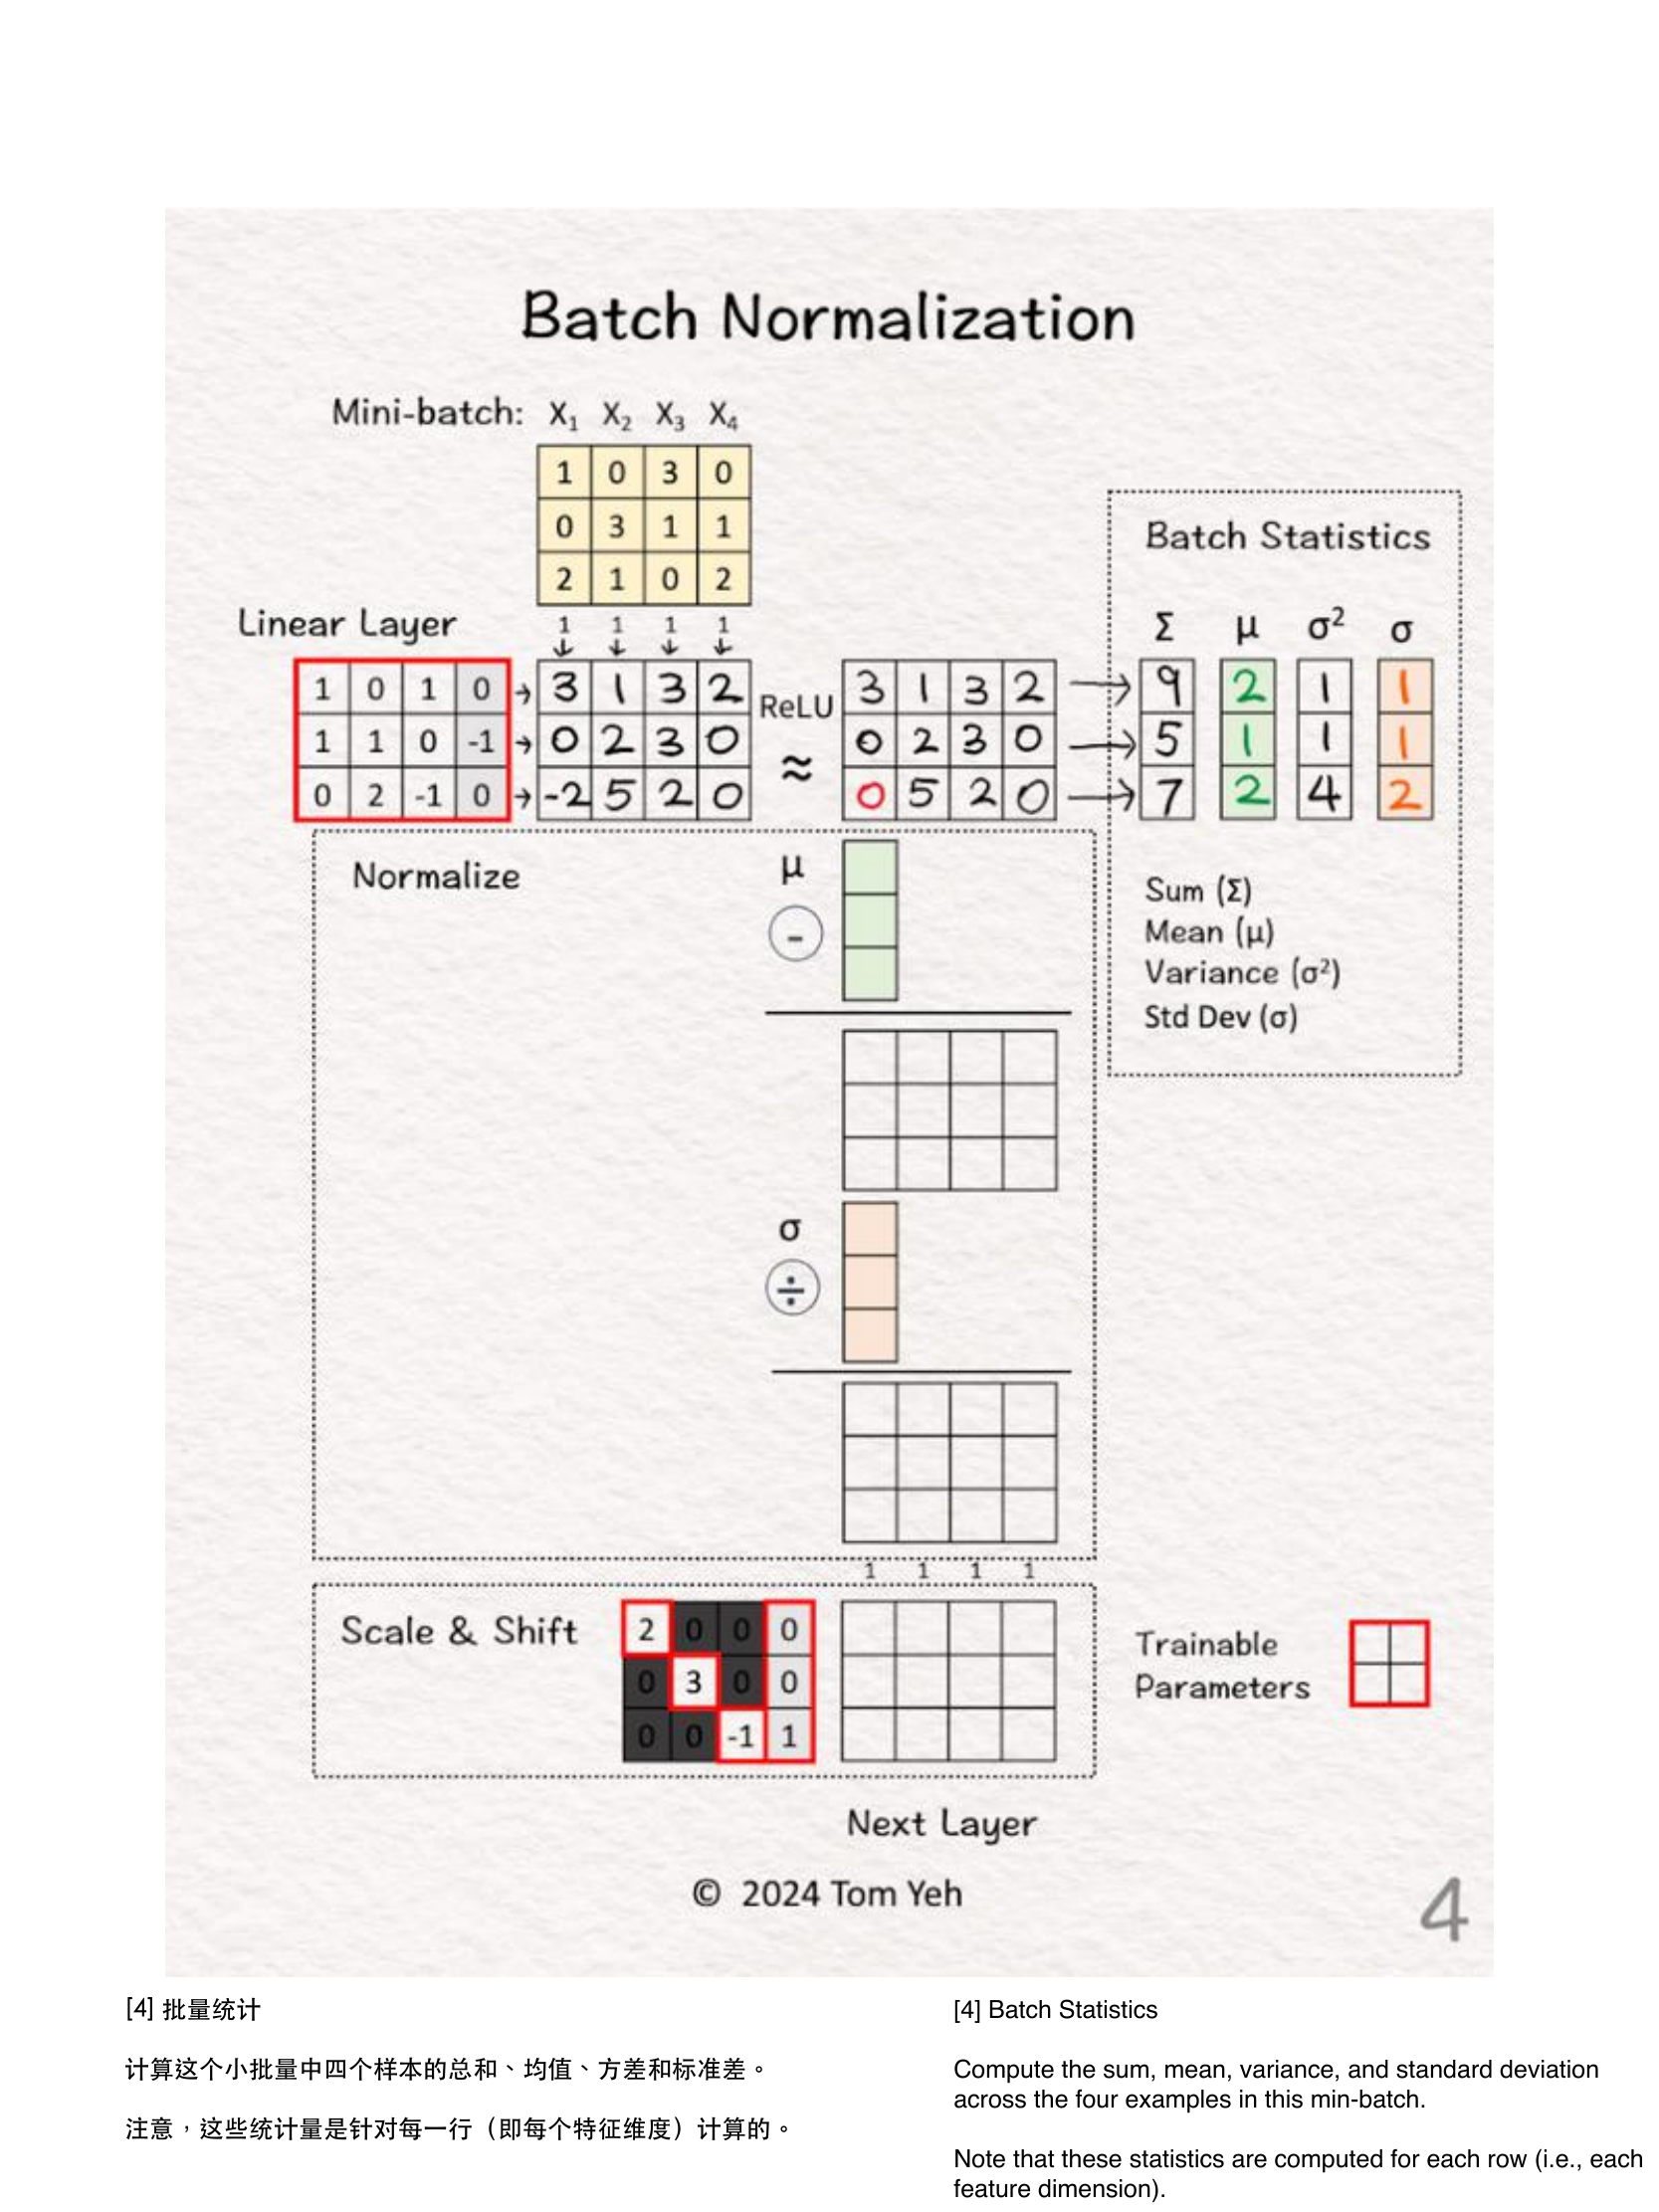 Batch Normalization
Mini-batch: X₁ X₂ X₃ X₄
1 0 3 0
0 3 1 1
2 1 0 2
Linear Layer
1 1 1 1
↓ ↓ ↓ ↓
1 0 1 0 → 3 1 3 2
1 1 0 -1 → 0 2 3 0
0 2 -1 0 → -2 5 2 0
ReLU
≈
3 1 3 2 →
0 2 3 0 →
0 5 2 0 →
Batch Statistics
Σ μ σ² σ
9 2 1 1
5 1 1 1
7 2 4 2
Sum (Σ)
Mean (μ)
Variance (σ²)
Std Dev (σ)
Normalize
μ
-
σ
÷
1 1 1 1
Scale & Shift
2 0 0 0
0 3 0 0
0 0 -1 1
Trainable
Parameters
Next Layer
© 2024 Tom Yeh
4
[4] 批量统计
计算这个小批量中四个样本的总和、均值、方差和标准差。
注意，这些统计量是针对每一行（即每个特征维度）计算的。
[4] Batch Statistics
Compute the sum, mean, variance, and standard deviation
across the four examples in this min-batch.
Note that these statistics are computed for each row (i.e., each
feature dimension).